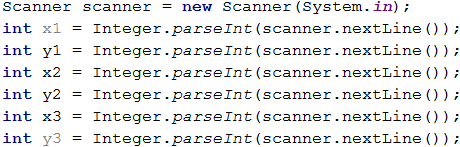 Scanner scanner = new Scanner(System.in);
int x1 = Integer.parseInt(scanner.nextLine());
int y1 = Integer.parseInt(scanner.nextLine());
int x2 = Integer.parseInt(scanner.nextLine());
int y2 = Integer.parseInt(scanner.nextLine());
int x3 = Integer.parseInt(scanner.nextLine());
int y3 = Integer.parseInt(scanner.nextLine());